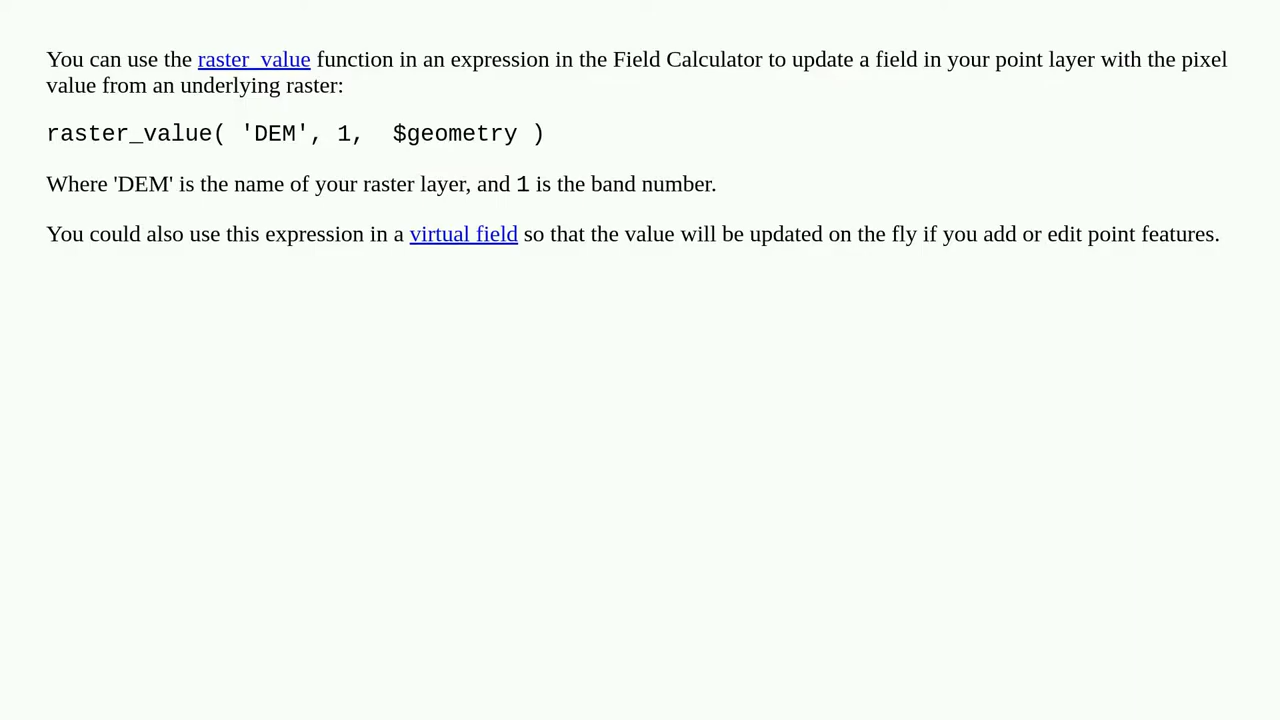 You can use the raster_value function in an expression in the Field Calculator to update a field in your point layer with the pixel
value from an underlying raster:
raster_value( 'DEM', 1,  $geometry )
Where 'DEM' is the name of your raster layer, and 1 is the band number.
You could also use this expression in a virtual field so that the value will be updated on the fly if you add or edit point features.